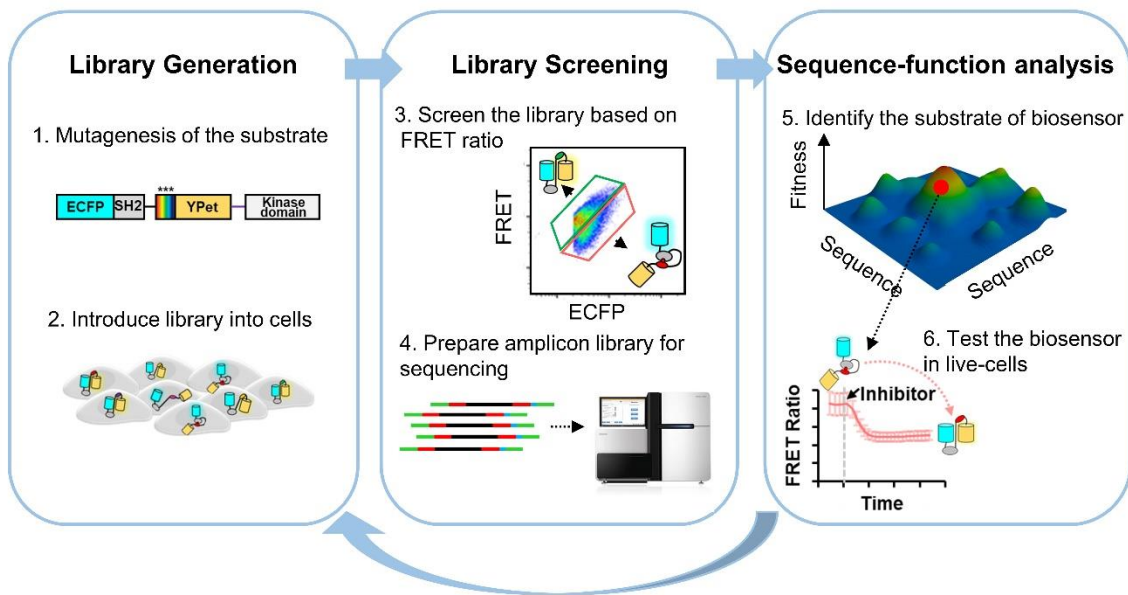 Library Generation
1. Mutagenesis of the substrate
***
ECFP
SH2
YPet
Kinase
domain
2. Introduce library into cells
Library Screening
3. Screen the library based on
FRET ratio
FRET
ECFP
4. Prepare amplicon library for
sequencing
Sequence-function analysis
5. Identify the substrate of biosensor
Fitness
Sequence
Sequence
6. Test the biosensor
in live-cells
Inhibitor
FRET Ratio
Time